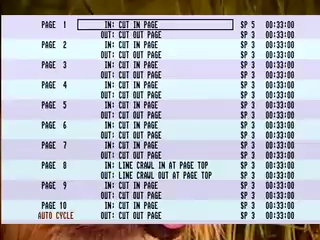 PAGE 1 IN: CUT IN PAGE SP 5 00:33:00
OUT: CUT OUT PAGE SP 3 00:33:00
PAGE 2 IN: CUT IN PAGE SP 3 00:33:00
OUT: CUT OUT PAGE SP 3 00:33:00
PAGE 3 IN: CUT IN PAGE SP 3 00:33:00
OUT: CUT OUT PAGE SP 3 00:33:00
PAGE 4 IN: CUT IN PAGE SP 3 00:33:00
OUT: CUT OUT PAGE SP 3 00:33:00
PAGE 5 IN: CUT IN PAGE SP 3 00:33:00
OUT: CUT OUT PAGE SP 3 00:33:00
PAGE 6 IN: CUT IN PAGE SP 3 00:33:00
OUT: CUT OUT PAGE SP 3 00:33:00
PAGE 7 IN: CUT IN PAGE SP 3 00:33:00
OUT: CUT OUT PAGE SP 3 00:33:00
PAGE 8 IN: LINE CRAWL IN AT PAGE TOP SP 3 00:33:00
OUT: LINE CRAWL OUT AT PAGE TOP SP 3 00:33:00
PAGE 9 IN: CUT IN PAGE SP 3 00:33:00
OUT: CUT OUT PAGE SP 3 00:33:00
PAGE 10 IN: CUT IN PAGE SP 3 00:33:00
AUTO CYCLE OUT: CUT OUT PAGE SP 3 00:33:00